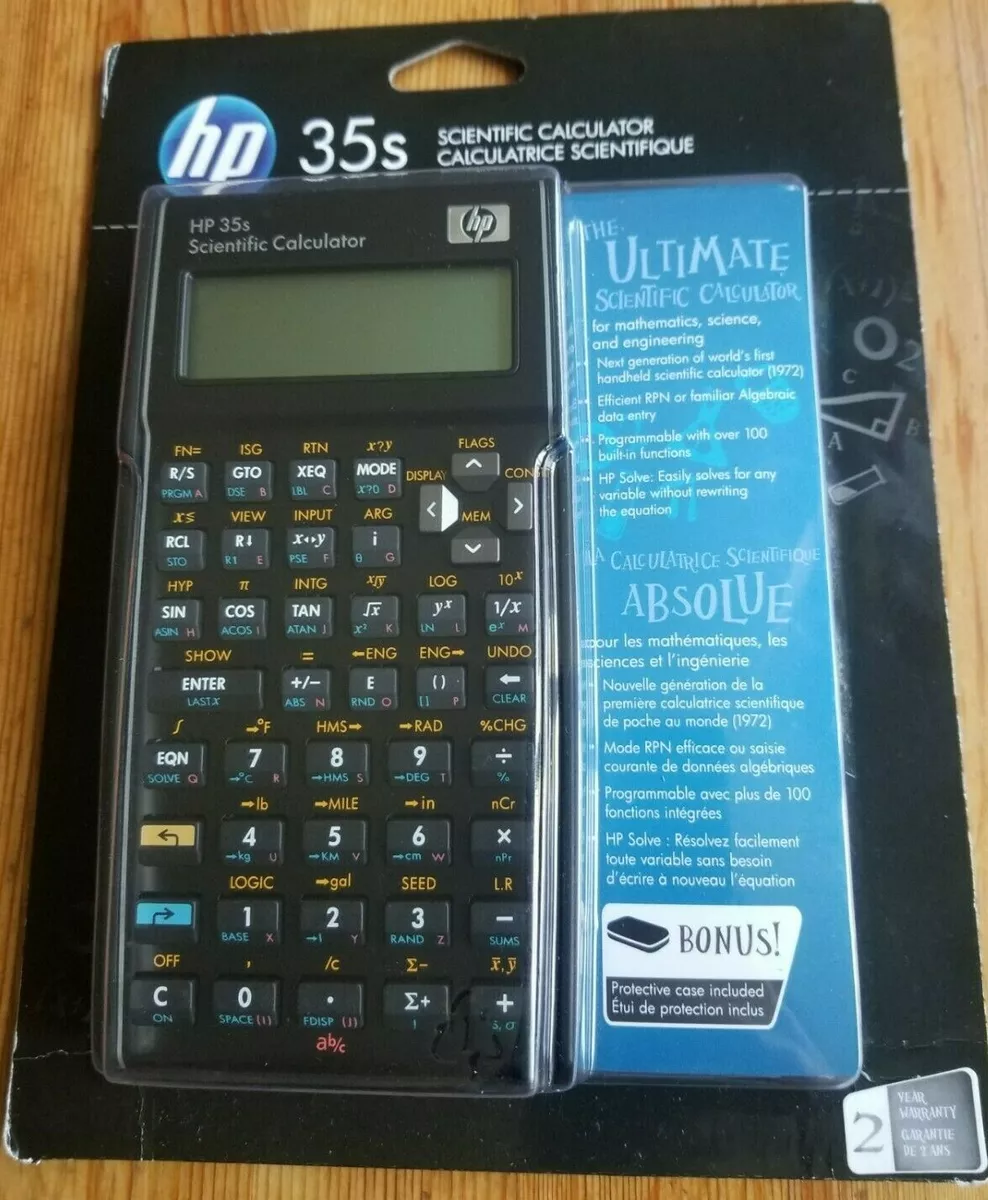 hp
35s
SCIENTIFIC CALCULATOR
CALCULATRICE SCIENTIFIQUE
HP 35s
Scientific Calculator
hp
FN= ISG RTN x?y FLAGS
R/S GTO XEQ MODE DISPLAY
PRGM A DSE B LBL C x?0 D
x≶ VIEW INPUT ARG MEM
RCL R↓ x↔y i
STO R↑ E PSE F θ G
HYP π INTG ˣ√y LOG 10ˣ
SIN COS TAN √x yˣ 1/x
ASIN H ACOS I ATAN J x² K LN L eˣ M
SHOW = ←ENG ENG→ UNDO
ENTER +/− E () ←
LAST x ABS N RND O [] P CLEAR
∫ →°F HMS→ →RAD %CHG
EQN 7 8 9 ÷
SOLVE Q →°C R →HMS S →DEG T %
→lb →MILE →in nCr
4 5 6 ×
→kg U →KM V →cm W nPr
LOGIC →gal SEED L.R
1 2 3 −
BASE X →l Y RAND Z SUMS
OFF , /c Σ− x̄,ȳ
C 0 . Σ+ +
ON SPACE (I) FDISP (J) ! s,σ
ab/c
THE
ULTIMATE
SCIENTIFIC CALCULATOR
for mathematics, science,
and engineering
Next generation of world's first
handheld scientific calculator (1972)
Efficient RPN or familiar Algebraic
data entry
Programmable with over 100
built-in functions
HP Solve: Easily solves for any
variable without rewriting
the equation
LA CALCULATRICE SCIENTIFIQUE
ABSOLUE
pour les mathématiques, les
sciences et l'ingénierie
Nouvelle génération de la
première calculatrice scientifique
de poche au monde (1972)
Mode RPN efficace ou saisie
courante de données algébriques
Programmable avec plus de 100
fonctions intégrées
HP Solve : Résolvez facilement
toute variable sans besoin
d'écrire à nouveau l'équation
BONUS!
Protective case included
Étui de protection inclus
C
A
B
2
YEAR
WARRANTY
GARANTIE
DE 2 ANS